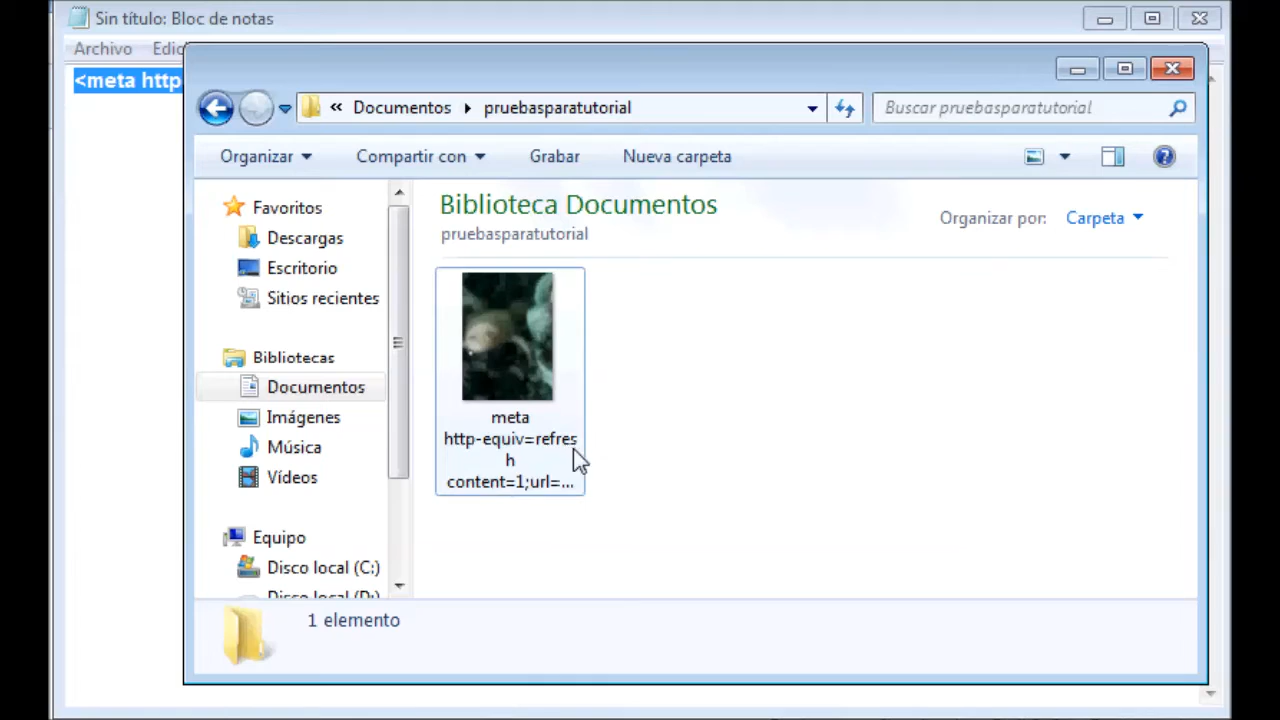 Sin título: Bloc de notas
Archivo
<meta http
« Documentos pruebasparatutorial
Buscar pruebasparatutorial
Organizar Compartir con Grabar Nueva carpeta
Favoritos
Descargas
Escritorio
Sitios recientes
Bibliotecas
Documentos
Imágenes
Música
Vídeos
Equipo
Disco local (C:)
Disco local (D:)
Biblioteca Documentos
pruebasparatutorial
Organizar por: Carpeta
meta
http-equiv=refres
h
content=1;url=...
1 elemento